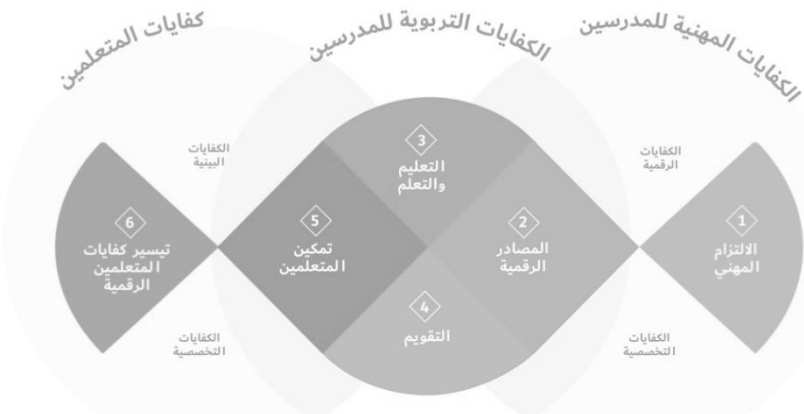 الكفايات المهنية للمدرسين
الكفايات التربوية للمدرسين
كفايات المتعلمين
الكفايات
الرقمية
1
الالتزام
المهني
الكفايات
التخصصية
2
المصادر
الرقمية
3
التعليم
والتعلم
4
التقويم
5
تمكين
المتعلمين
الكفايات
البينية
6
تيسير كفايات
المتعلمين
الرقمية
الكفايات
التخصصية